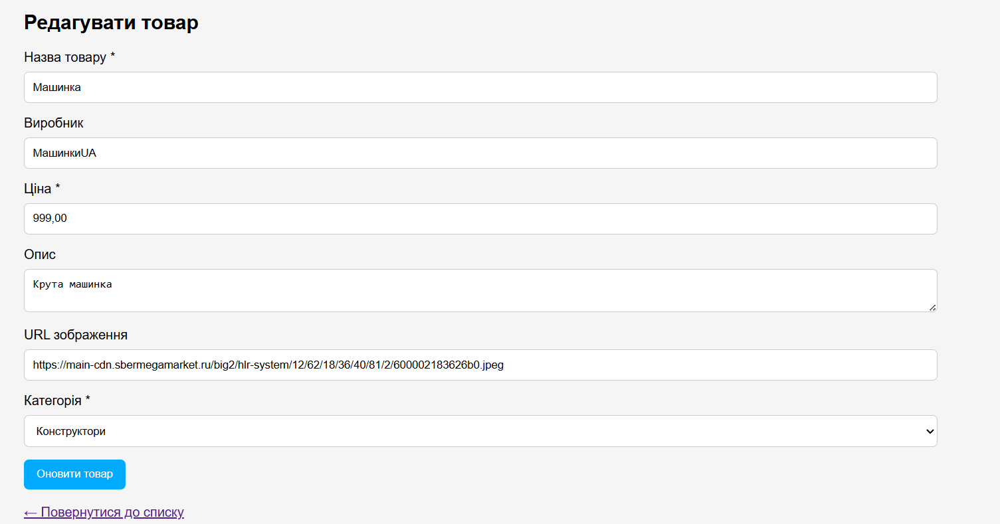 Редагувати товар
Назва товару *
Машинка
Виробник
МашинкиUA
Ціна *
999,00
Опис
Крута машинка
URL зображення
https://main-cdn.sbermegamarket.ru/big2/hlr-system/12/62/18/36/40/81/2/600002183626b0.jpeg
Категорія *
Конструктори
Оновити товар
← Повернутися до списку